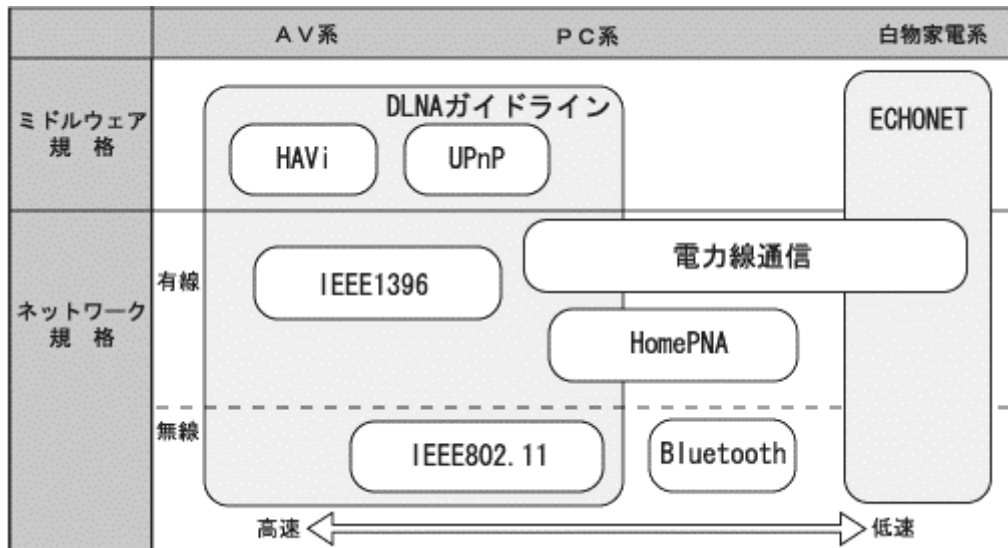 AV系
PC系
白物家電系
ミドルウェア
規 格
DLNAガイドライン
HAVi
UPnP
ECHONET
ネットワーク
規 格
有線
IEEE1396
電力線通信
HomePNA
無線
IEEE802.11
Bluetooth
高速
低速